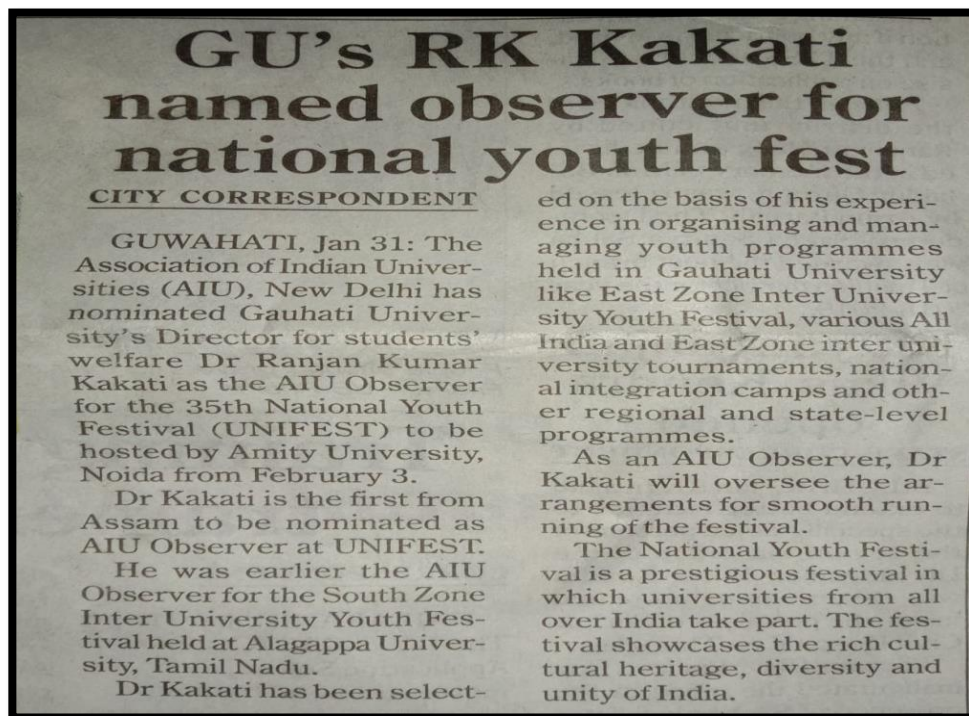 GU's RK Kakati
named observer for
national youth fest
CITY CORRESPONDENT
GUWAHATI, Jan 31: The
Association of Indian Univer-
sities (AIU), New Delhi has
nominated Gauhati Univer-
sity's Director for students'
welfare Dr Ranjan Kumar
Kakati as the AIU Observer
for the 35th National Youth
Festival (UNIFEST) to be
hosted by Amity University,
Noida from February 3.
Dr Kakati is the first from
Assam to be nominated as
AIU Observer at UNIFEST.
He was earlier the AIU
Observer for the South Zone
Inter University Youth Fes-
tival held at Alagappa Univer-
sity, Tamil Nadu.
Dr Kakati has been select-
ed on the basis of his experi-
ence in organising and man-
aging youth programmes
held in Gauhati University
like East Zone Inter Univer-
sity Youth Festival, various All
India and East Zone inter uni-
versity tournaments, nation-
al integration camps and oth-
er regional and state-level
programmes.
As an AIU Observer, Dr
Kakati will oversee the ar-
rangements for smooth run-
ning of the festival.
The National Youth Festi-
val is a prestigious festival in
which universities from all
over India take part. The fes-
tival showcases the rich cul-
tural heritage, diversity and
unity of India.